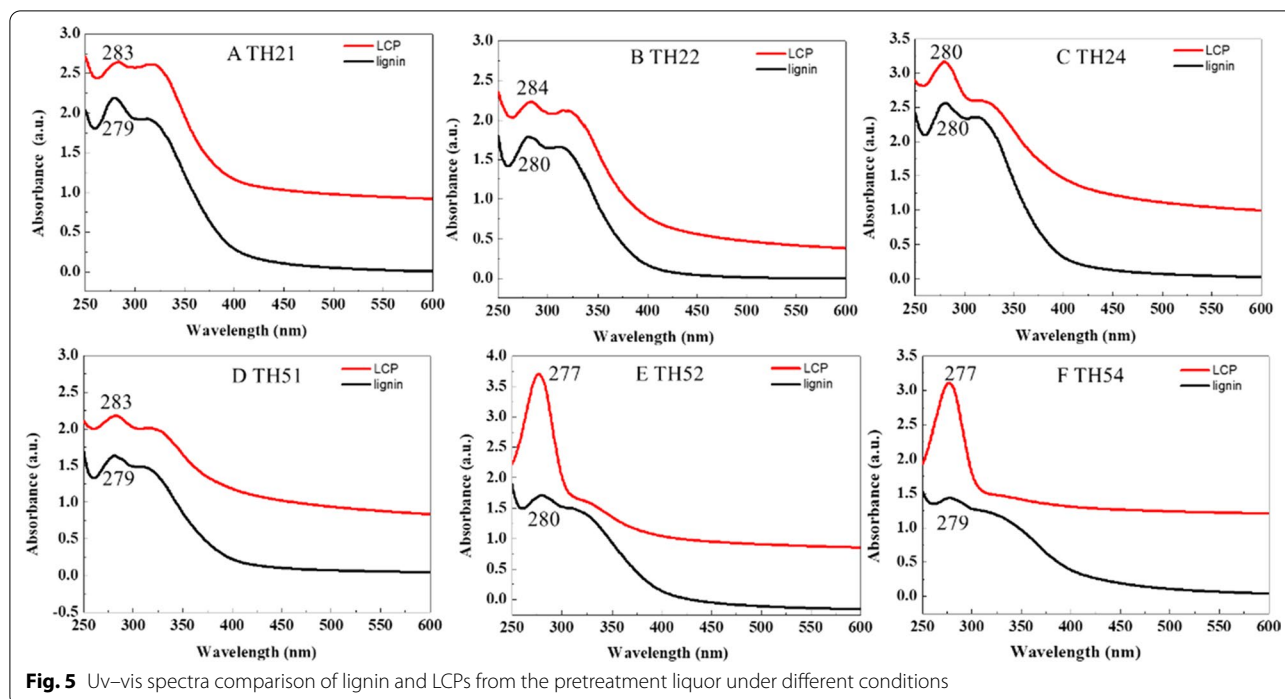 A TH21
LCP
lignin
283
279
3.0
2.5
2.0
1.5
1.0
0.5
0.0
Absorbance (a.u.)
250 300 350 400 450 500 550 600
Wavelength (nm)
B TH22
LCP
lignin
284
280
3.0
2.5
2.0
1.5
1.0
0.5
0.0
Absorbance (a.u.)
250 300 350 400 450 500 550 600
Wavelength (nm)
C TH24
LCP
lignin
280
280
3.5
3.0
2.5
2.0
1.5
1.0
0.5
0.0
Absorbance (a.u.)
250 300 350 400 450 500 550 600
Wavelength (nm)
D TH51
LCP
lignin
283
279
3.0
2.5
2.0
1.5
1.0
0.5
0.0
-0.5
Absorbance (a.u.)
250 300 350 400 450 500 550 600
Wavelength (nm)
E TH52
LCP
lignin
277
280
4.0
3.5
3.0
2.5
2.0
1.5
1.0
0.5
0.0
Absorbance (a.u.)
250 300 350 400 450 500 550 600
Wavelength (nm)
F TH54
LCP
lignin
277
279
3.5
3.0
2.5
2.0
1.5
1.0
0.5
0.0
Absorbance (a.u.)
250 300 350 400 450 500 550 600
Wavelength (nm)
Fig. 5 Uv–vis spectra comparison of lignin and LCPs from the pretreatment liquor under different conditions